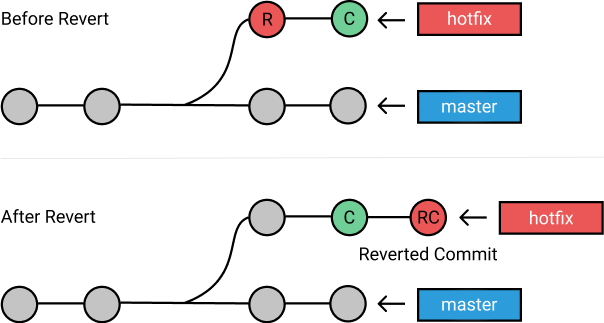 Before Revert
R
C
hotfix
master
After Revert
C
RC
hotfix
Reverted Commit
master